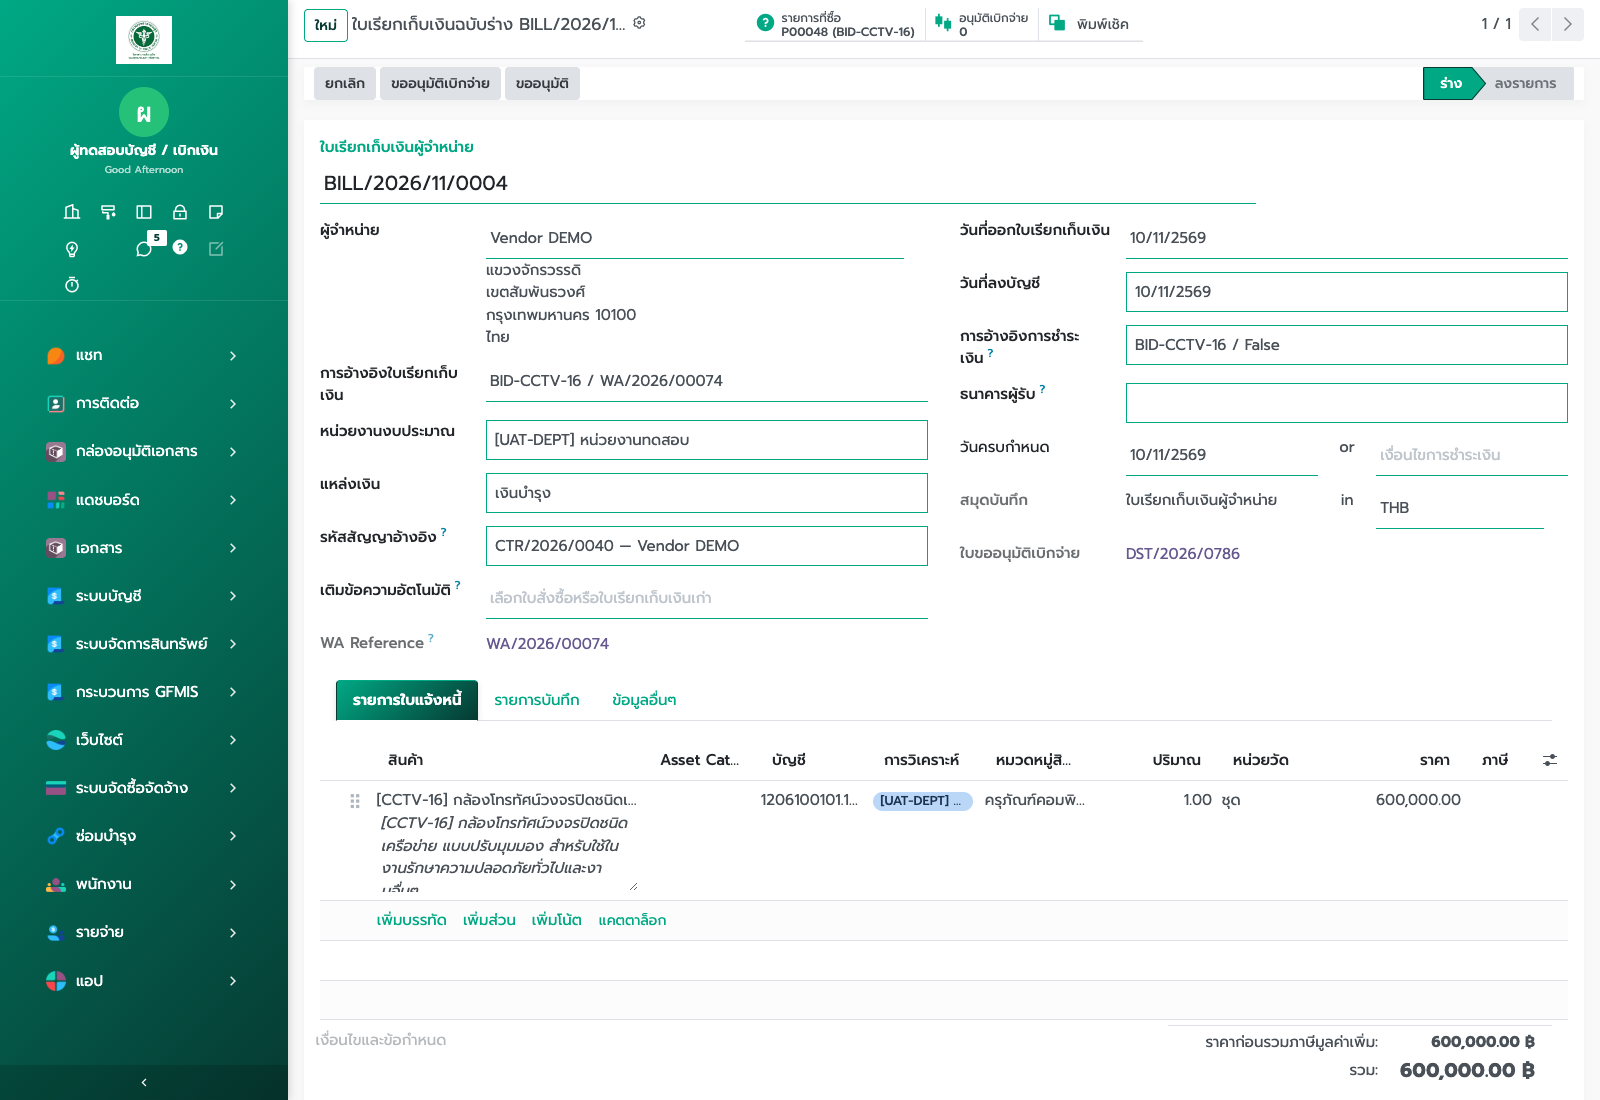 ใหม่
ใบเรียกเก็บเงินฉบับร่าง BILL/2026/1...
รายการที่ซื้อ
P00048 (BID-CCTV-16)
อนุมัติเบิกจ่าย
0
พิมพ์เช็ค
1 / 1
ผ
ผู้ทดสอบบัญชี / เบิกเงิน
Good Afternoon
5
ยกเลิก
ขออนุมัติเบิกจ่าย
ขออนุมัติ
ร่าง
ลงรายการ
แชท
การติดต่อ
กล่องอนุมัติเอกสาร
แดชบอร์ด
เอกสาร
ระบบบัญชี
ระบบจัดการสินทรัพย์
กระบวนการ GFMIS
เว็บไซต์
ระบบจัดซื้อจัดจ้าง
ซ่อมบำรุง
พนักงาน
รายจ่าย
แอป
ใบเรียกเก็บเงินผู้จำหน่าย
BILL/2026/11/0004
ผู้จำหน่าย
Vendor DEMO
แขวงจักรวรรดิ
เขตสัมพันธวงศ์
กรุงเทพมหานคร 10100
ไทย
การอ้างอิงใบเรียกเก็บ
เงิน
BID-CCTV-16 / WA/2026/00074
หน่วยงานงบประมาณ
[UAT-DEPT] หน่วยงานทดสอบ
แหล่งเงิน
เงินบำรุง
รหัสสัญญาอ้างอิง ?
CTR/2026/0040 — Vendor DEMO
เติมข้อความอัตโนมัติ ?
เลือกใบสั่งซื้อหรือใบเรียกเก็บเงินเก่า
WA Reference ?
WA/2026/00074
วันที่ออกใบเรียกเก็บเงิน
10/11/2569
วันที่ลงบัญชี
10/11/2569
การอ้างอิงการชำระ
เงิน ?
BID-CCTV-16 / False
ธนาคารผู้รับ ?
วันครบกำหนด
10/11/2569
or
เงื่อนไขการชำระเงิน
สมุดบันทึก
ใบเรียกเก็บเงินผู้จำหน่าย
in
THB
ใบขออนุมัติเบิกจ่าย
DST/2026/0786
รายการใบแจ้งหนี้
รายการบันทึก
ข้อมูลอื่นๆ
สินค้า
Asset Cat...
บัญชี
การวิเคราะห์
หมวดหมู่สิ...
ปริมาณ
หน่วยวัด
ราคา
ภาษี
[CCTV-16] กล้องโทรทัศน์วงจรปิดชนิดเ...
1206100101.1...
[UAT-DEPT] ...
ครุภัณฑ์คอมพิ...
1.00
ชุด
600,000.00
[CCTV-16] กล้องโทรทัศน์วงจรปิดชนิด
เครือข่าย แบบปรับมุมมอง สำหรับใช้ใน
งานรักษาความปลอดภัยทั่วไปและงา
นอื่นๆ
เพิ่มบรรทัด
เพิ่มส่วน
เพิ่มโน้ต
แคตตาล็อก
เงื่อนไขและข้อกำหนด
ราคาก่อนรวมภาษีมูลค่าเพิ่ม:
600,000.00 ฿
รวม:
600,000.00 ฿